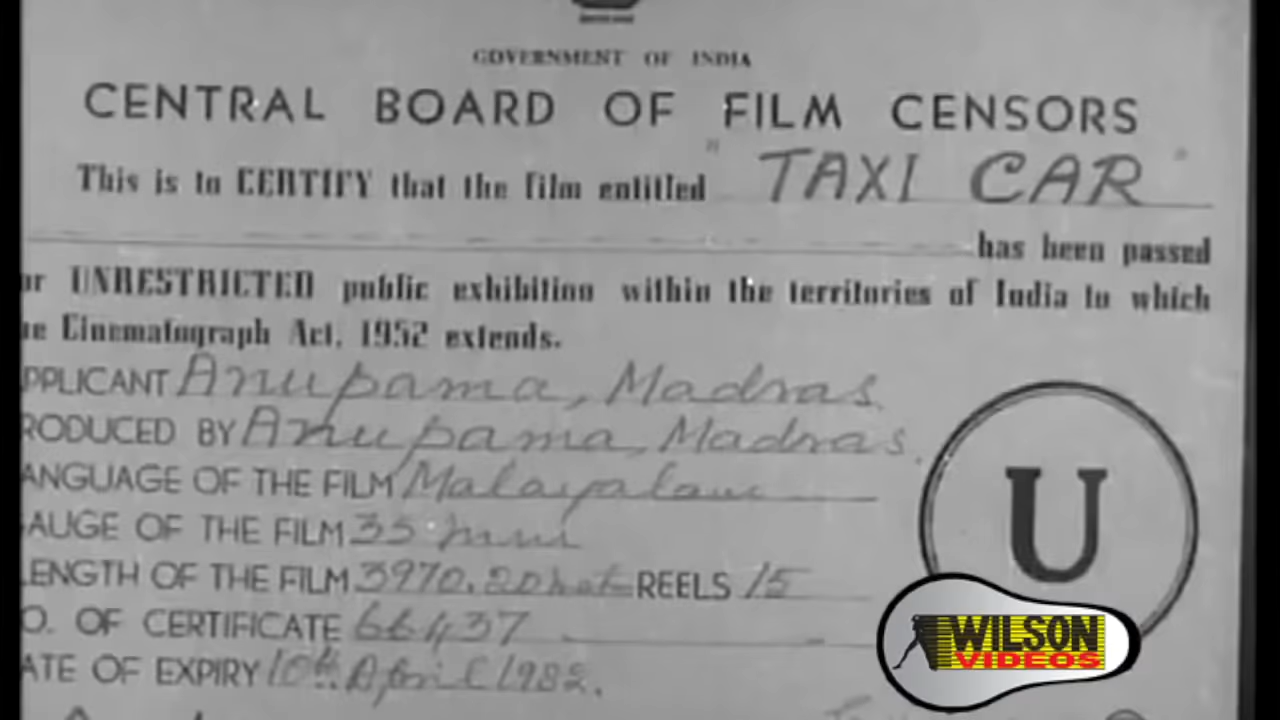 GOVERNMENT OF INDIA
CENTRAL BOARD OF FILM CENSORS
This is to CERTIFY that the film entitled "TAXI CAR"
has been passed
or UNRESTRICTED public exhibition within the territories of India to which
he Cinematograph Act, 1952 extends.
PPLICANT Anupama, Madras.
RODUCED BY Anupama, Madras.
ANGUAGE OF THE FILM Malayalam
AUGE OF THE FILM 35 mm
LENGTH OF THE FILM 3970.20 REELS 15
O. OF CERTIFICATE 66437
ATE OF EXPIRY 10th April 1982.
U
WILSON
VIDEOS